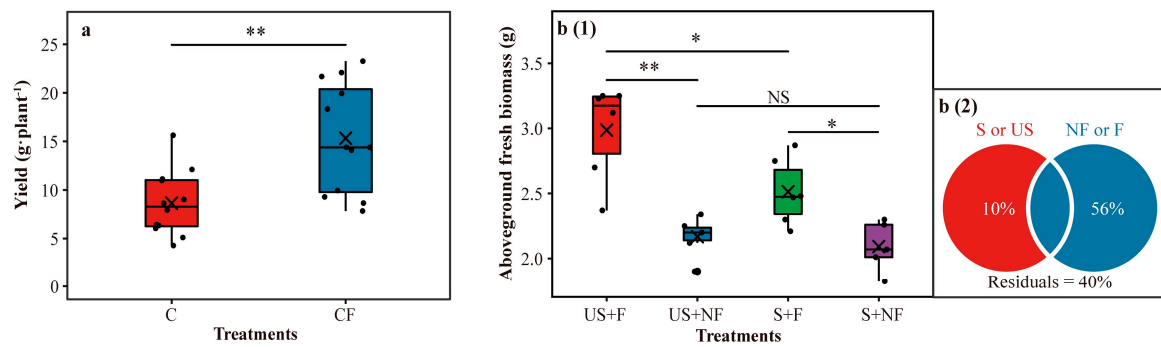 a
**
Yield (g·plant⁻¹)
25
20
15
10
5
0
C CF
Treatments
b (1)
*
**
NS
*
Aboveground fresh biomass (g)
3.5
3.0
2.5
2.0
US+F US+NF S+F S+NF
Treatments
b (2)
S or US NF or F
10% 56%
Residuals = 40%